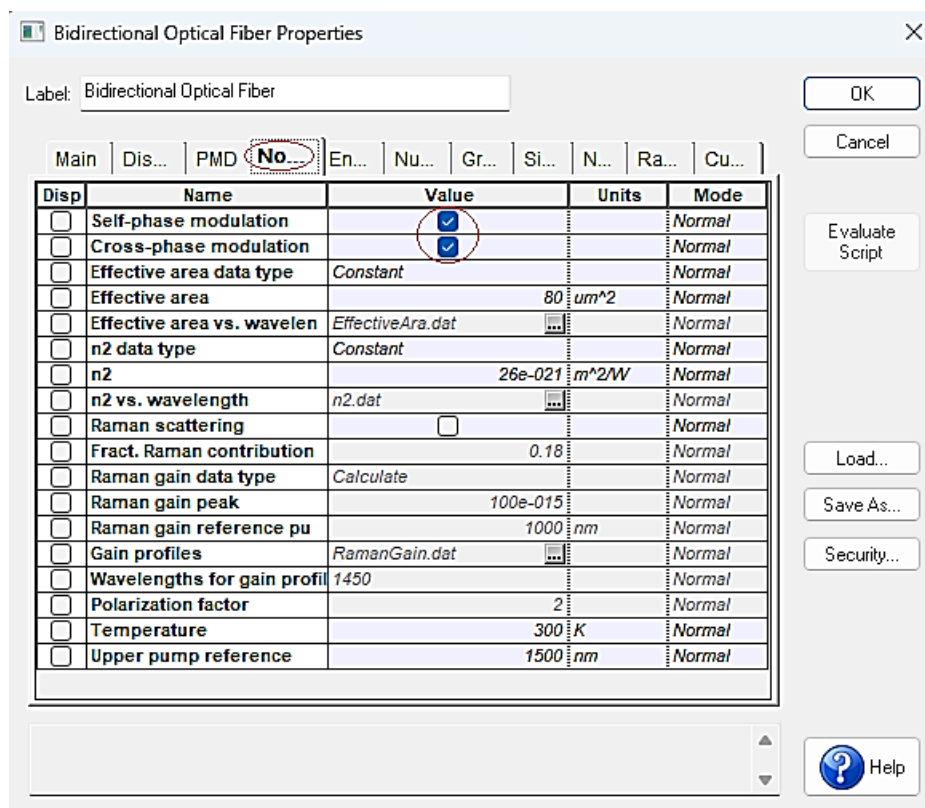 Bidirectional Optical Fiber Properties
Label: Bidirectional Optical Fiber
OK
Cancel
Main Dis... PMD No... En... Nu... Gr... Si... N... Ra... Cu...
Disp Name Value Units Mode
Self-phase modulation Normal
Cross-phase modulation Normal
Evaluate Script
Effective area data type Constant Normal
Effective area 80 um^2 Normal
Effective area vs. wavelen EffectiveAra.dat ... Normal
n2 data type Constant Normal
n2 26e-021 m^2/W Normal
n2 vs. wavelength n2.dat ... Normal
Raman scattering Normal
Fract. Raman contribution 0.18 Normal
Load...
Raman gain data type Calculate Normal
Raman gain peak 100e-015 Normal
Save As...
Raman gain reference pu 1000 nm Normal
Gain profiles RamanGain.dat ... Normal
Security...
Wavelengths for gain profil 1450 Normal
Polarization factor 2 Normal
Temperature 300 K Normal
Upper pump reference 1500 nm Normal
? Help